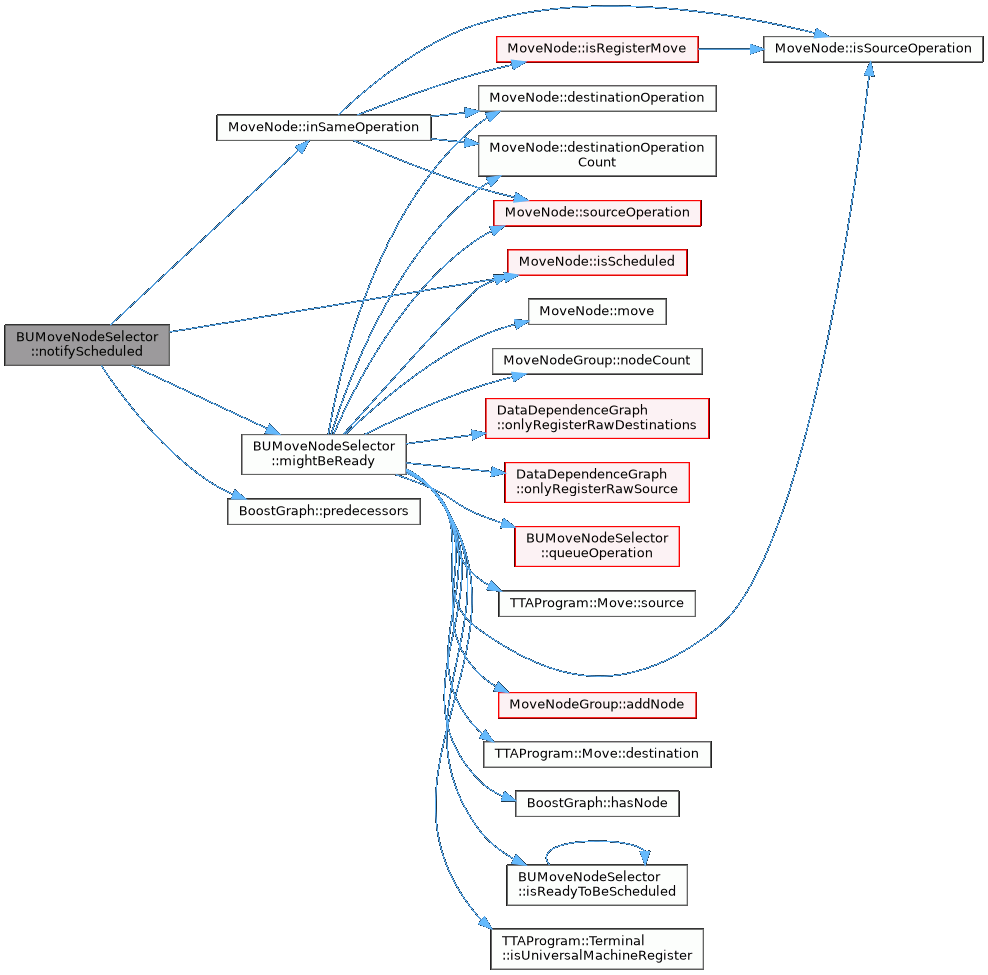 MoveNode::isRegisterMove
MoveNode::isSourceOperation
MoveNode::destinationOperation
MoveNode::inSameOperation
MoveNode::destinationOperation
Count
MoveNode::sourceOperation
MoveNode::isScheduled
MoveNode::move
BUMoveNodeSelector
::notifyScheduled
MoveNodeGroup::nodeCount
DataDependenceGraph
::onlyRegisterRawDestinations
BUMoveNodeSelector
::mightBeReady
DataDependenceGraph
::onlyRegisterRawSource
BoostGraph::predecessors
BUMoveNodeSelector
::queueOperation
TTAProgram::Move::source
MoveNodeGroup::addNode
TTAProgram::Move::destination
BoostGraph::hasNode
BUMoveNodeSelector
::isReadyToBeScheduled
TTAProgram::Terminal
::isUniversalMachineRegister